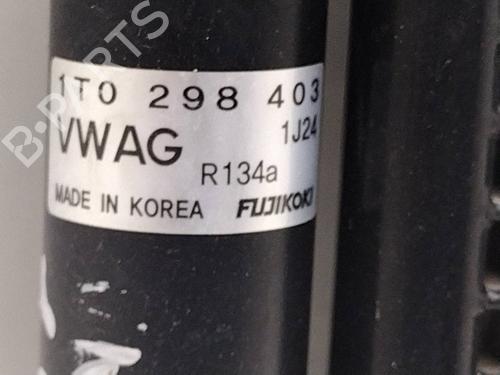 1T0 298 403
1J24
VWAG
R134a
MADE IN KOREA FUJIKOKI
B-PARTS